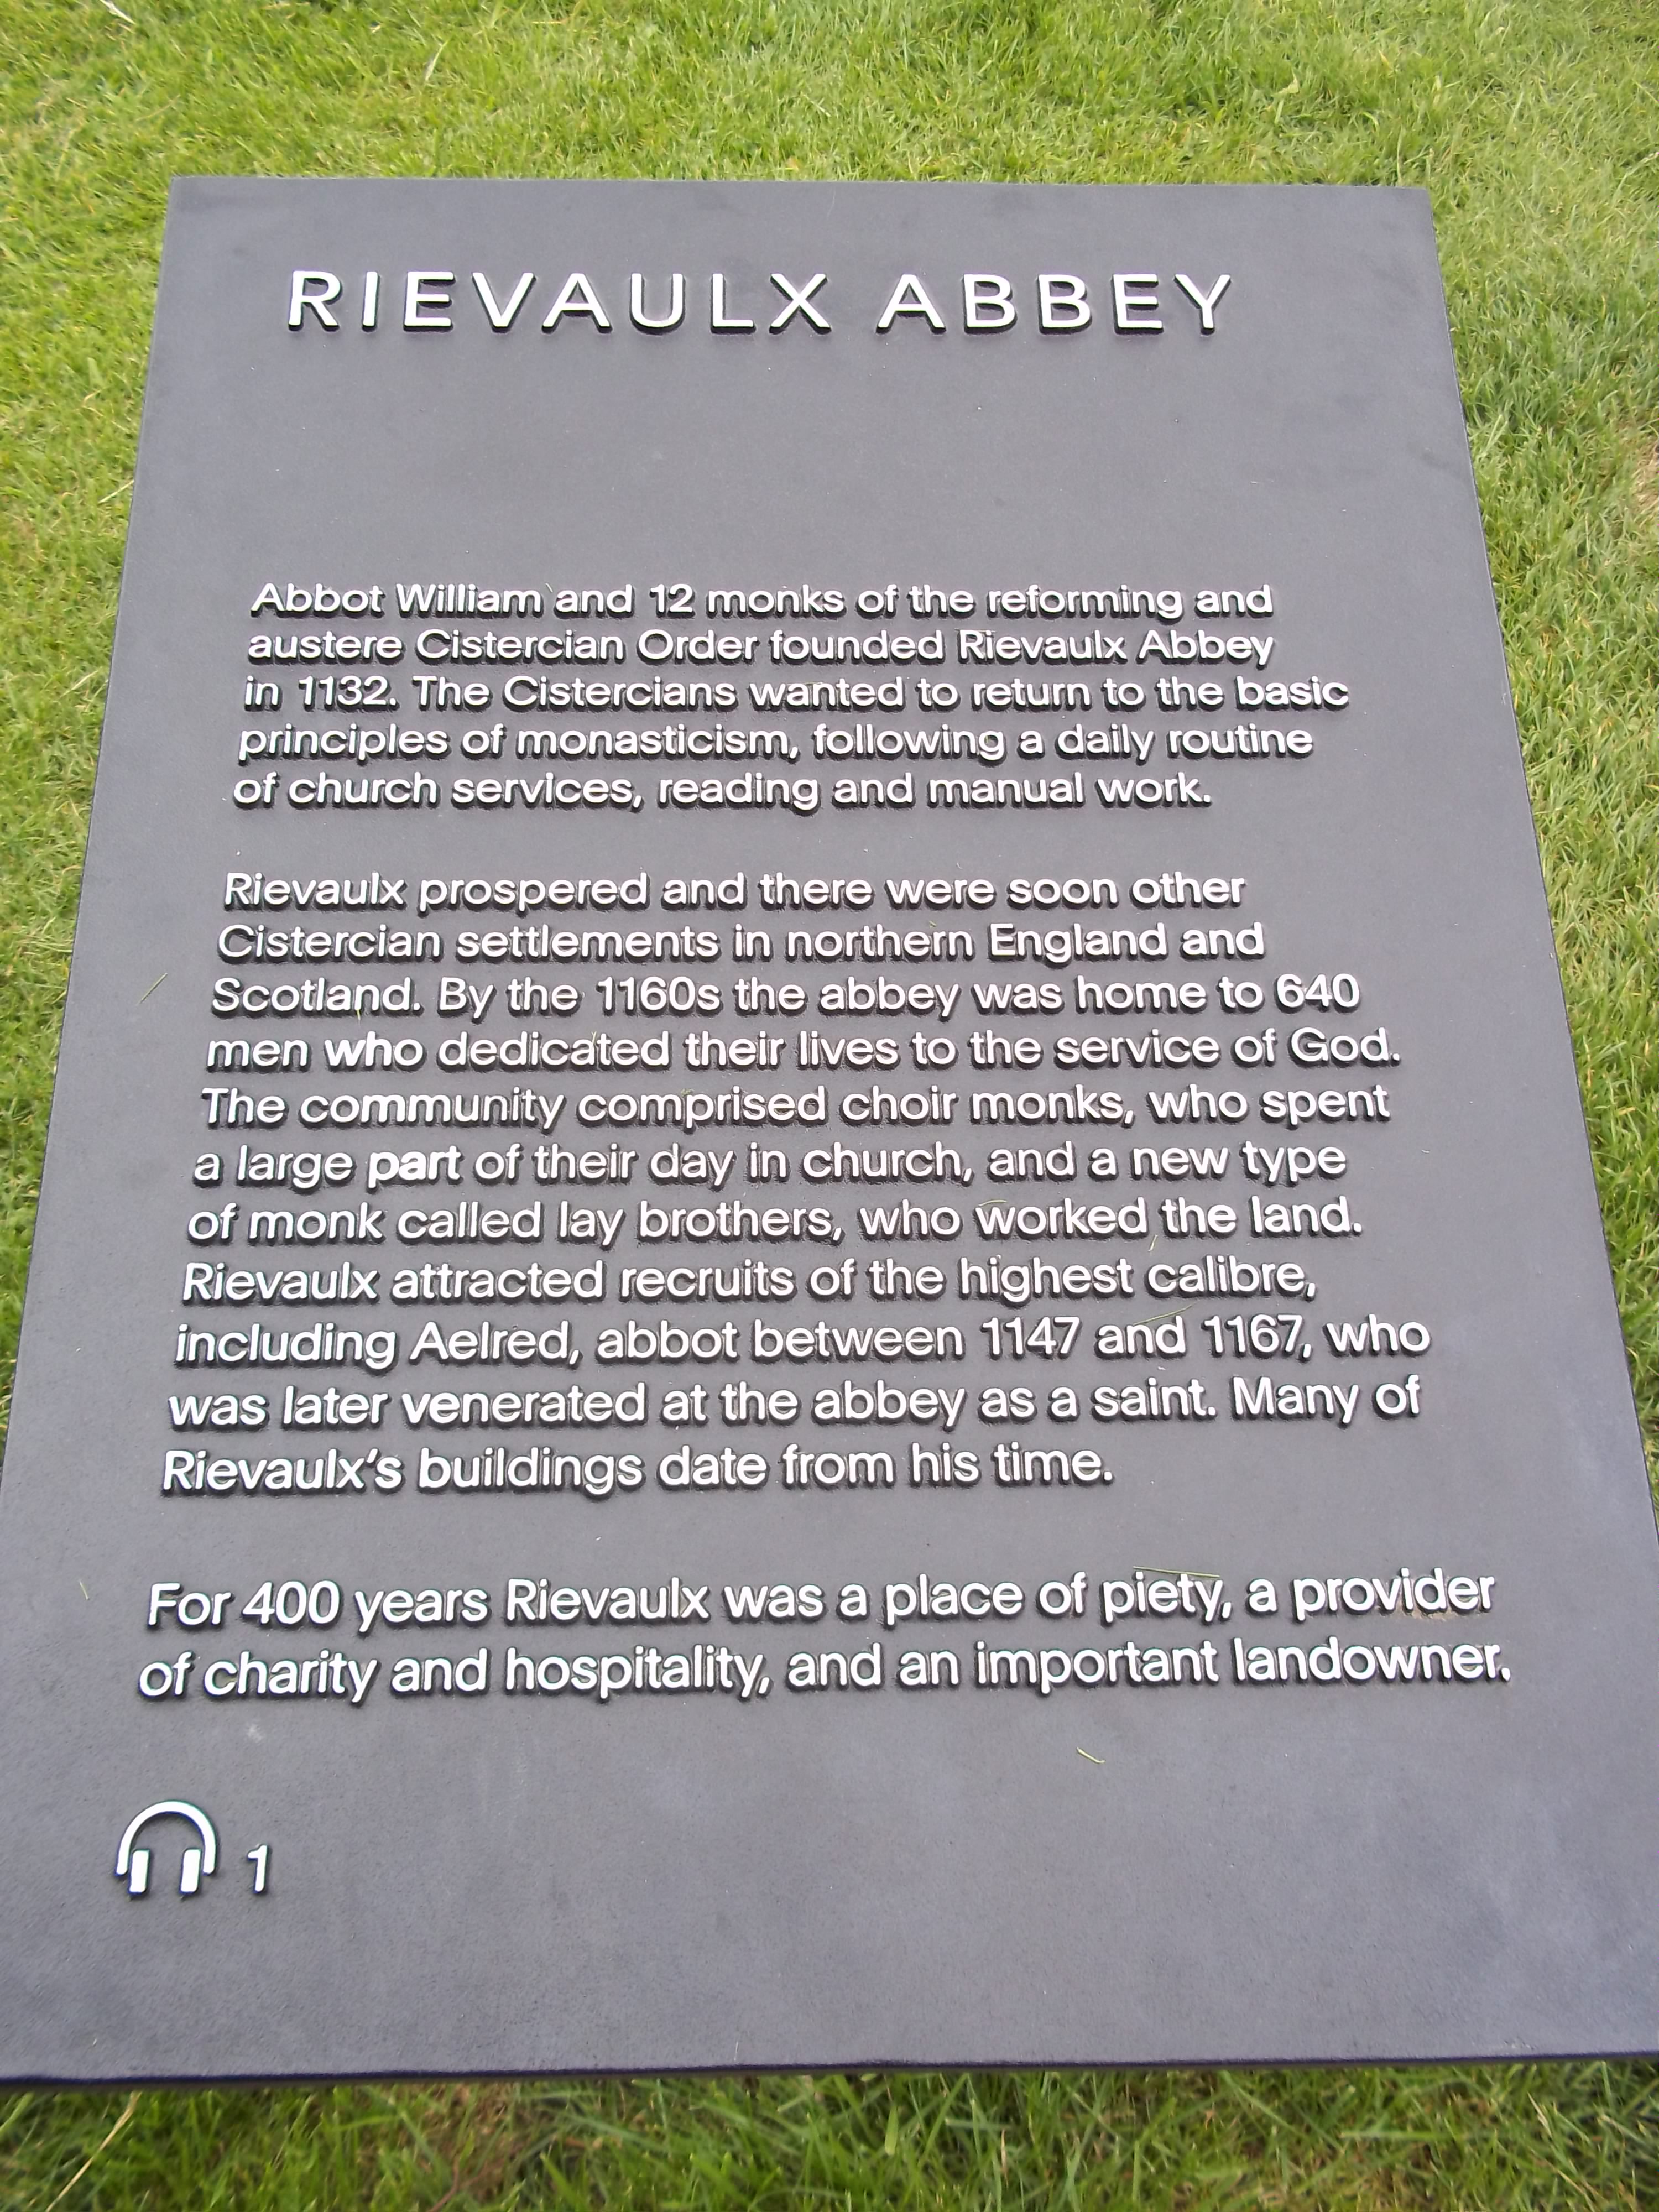 RIEVAULX ABBEY
Abbot William and 12 monks of the reforming and
austere Cistercian Order founded Rievaulx Abbey
in 1132. The Cistercians wanted to return to the basic
principles of monasticism, following a daily routine
of church services, reading and manual work.
Rievaulx prospered and there were soon other
Cistercian settlements in northern England and
Scotland. By the 1160s the abbey was home to 640
men who dedicated their lives to the service of God.
The community comprised choir monks, who spent
a large part of their day in church, and a new type
of monk called lay brothers, who worked the land.
Rievaulx attracted recruits of the highest calibre,
including Aelred, abbot between 1147 and 1167, who
was later venerated at the abbey as a saint. Many of
Rievaulx's buildings date from his time.
For 400 years Rievaulx was a place of piety, a provider
of charity and hospitality, and an important landowner.
1